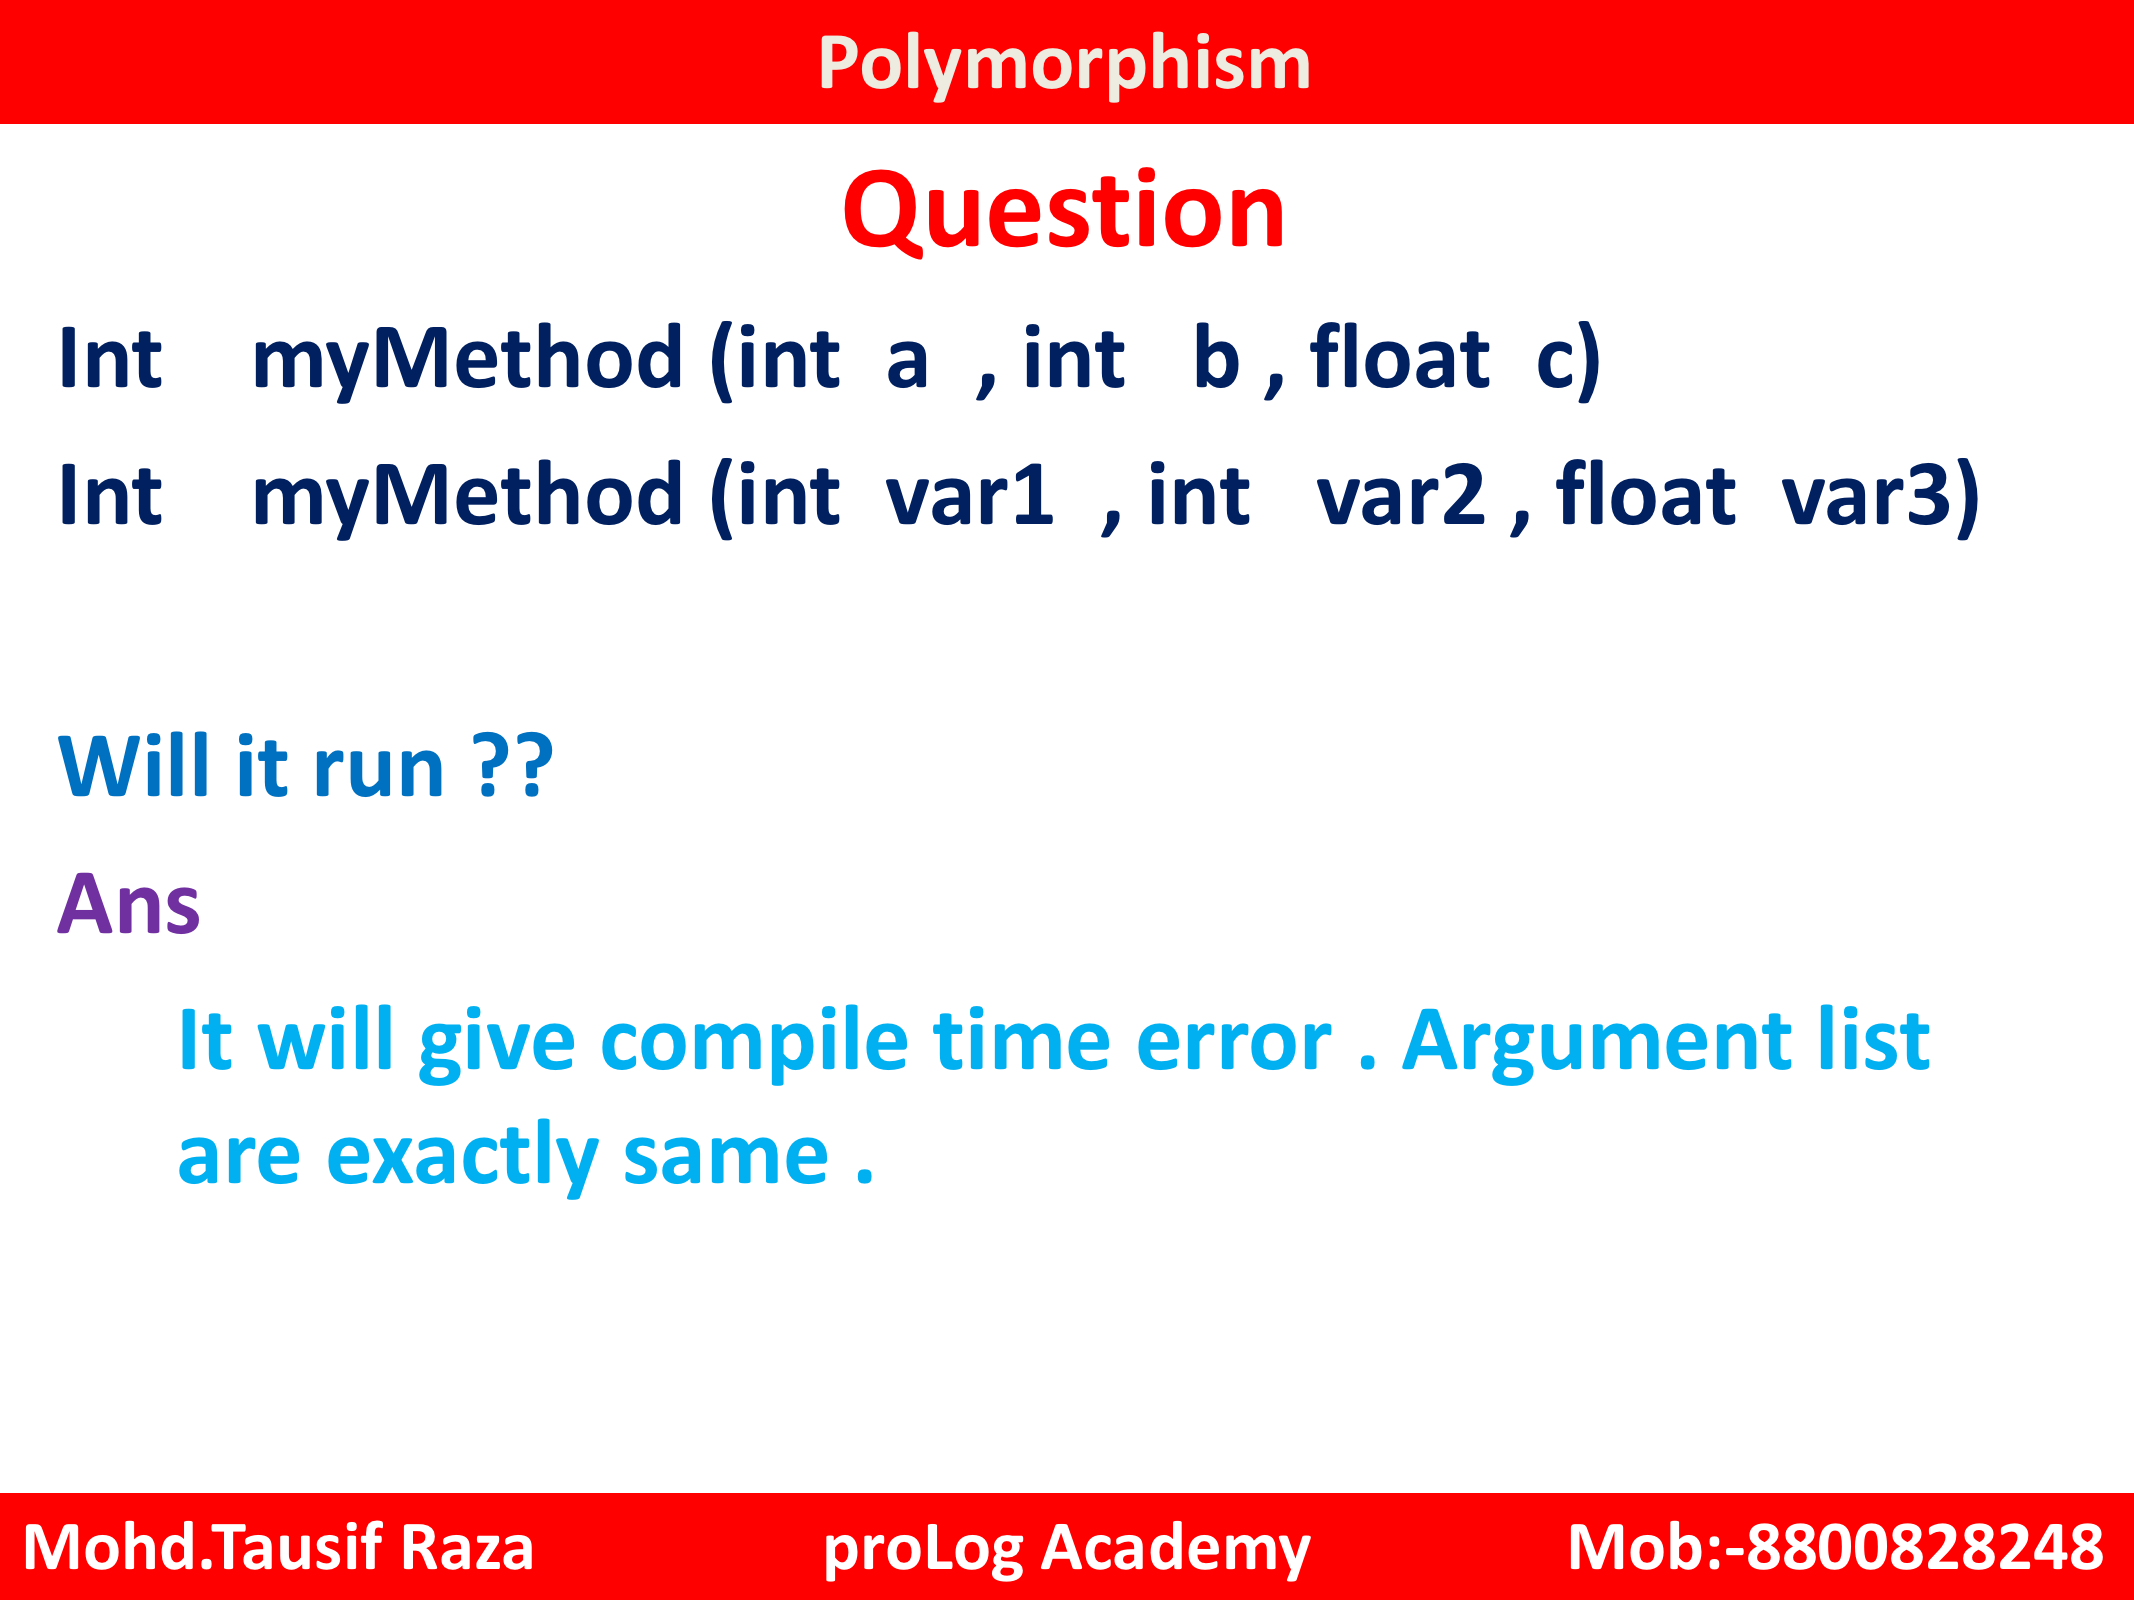 Polymorphism
Question
Int myMethod (int a , int b , float c)
Int myMethod (int var1 , int var2 , float var3)
Will it run ??
Ans
It will give compile time error . Argument list
are exactly same .
Mohd.Tausif Raza proLog Academy Mob:-8800828248